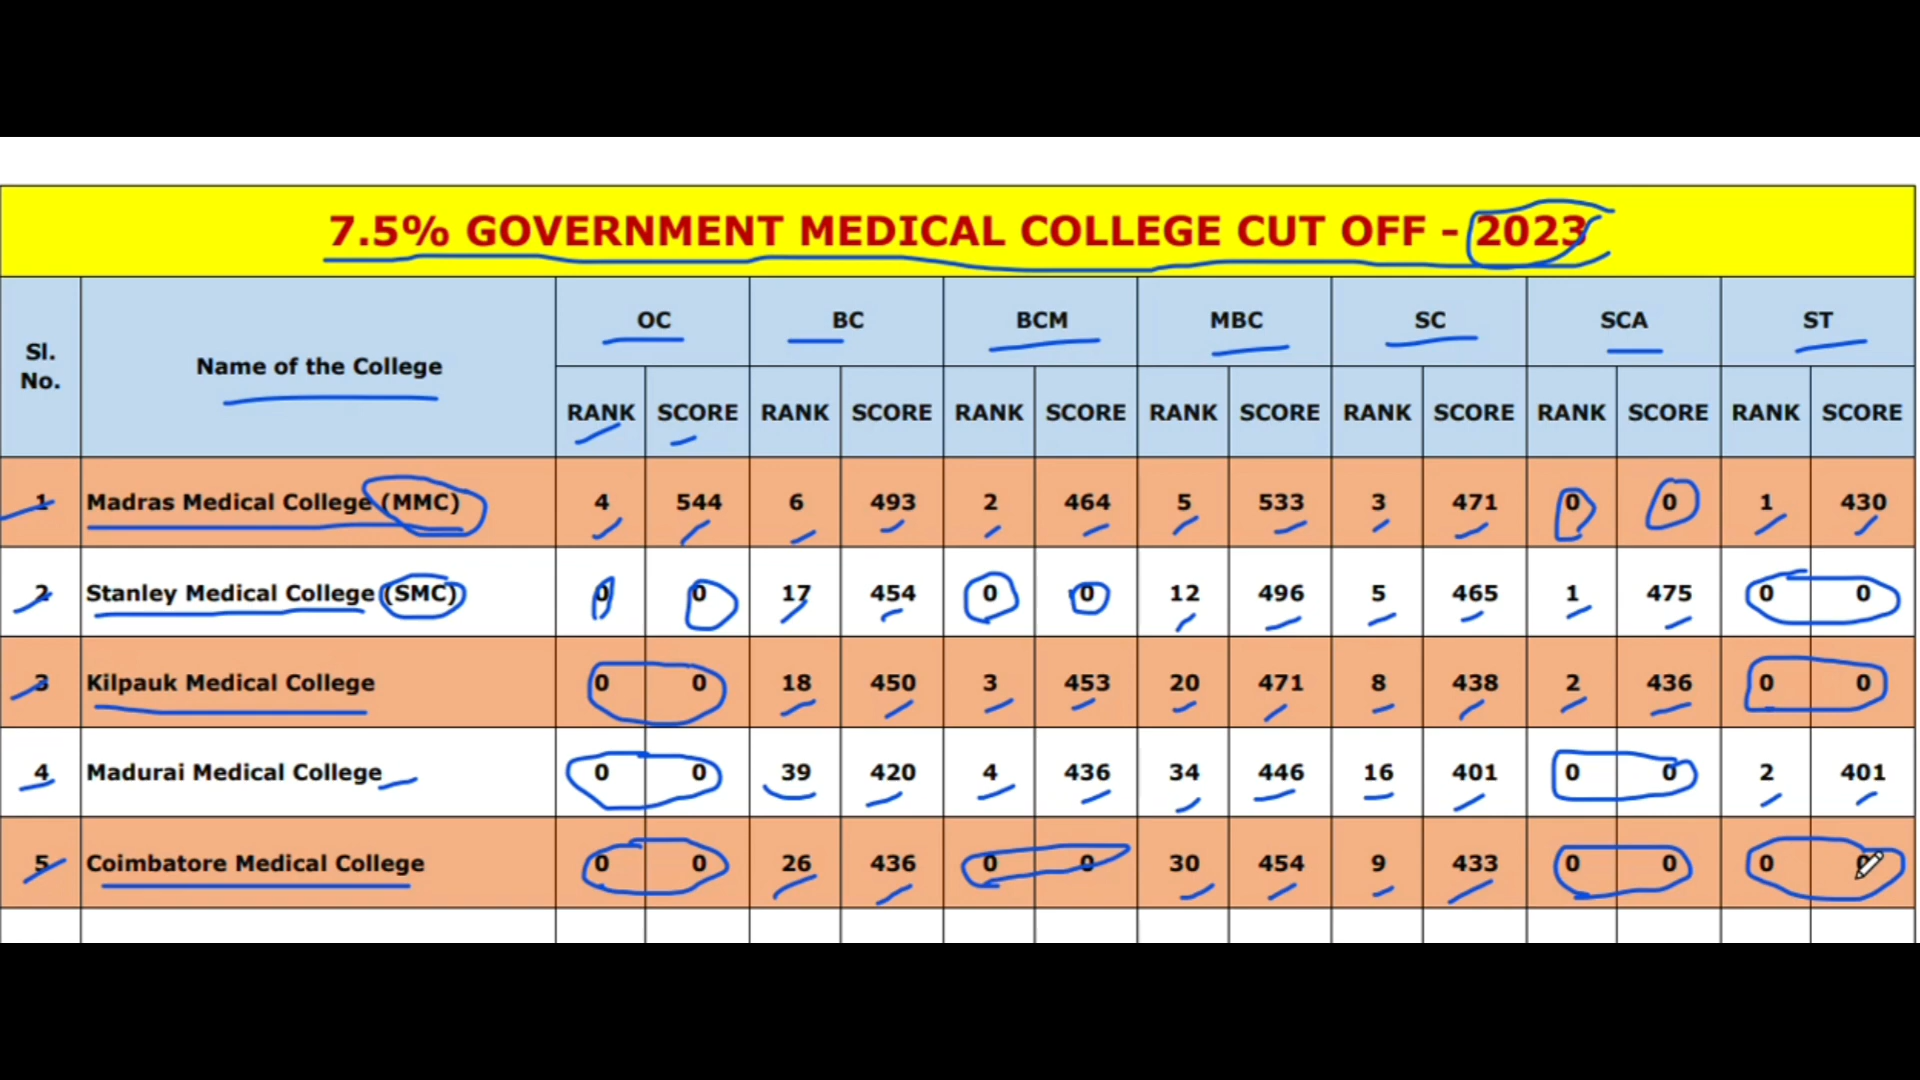 7.5% GOVERNMENT MEDICAL COLLEGE CUT OFF - 2023
Sl. No. Name of the College OC BC BCM MBC SC SCA ST
RANK SCORE RANK SCORE RANK SCORE RANK SCORE RANK SCORE RANK SCORE RANK SCORE
1 Madras Medical College (MMC) 4 544 6 493 2 464 5 533 3 471 0 0 1 430
2 Stanley Medical College (SMC) 0 0 17 454 0 0 12 496 5 465 1 475 0 0
3 Kilpauk Medical College 0 0 18 450 3 453 20 471 8 438 2 436 0 0
4 Madurai Medical College 0 0 39 420 4 436 34 446 16 401 0 0 2 401
5 Coimbatore Medical College 0 0 26 436 0 0 30 454 9 433 0 0 0 0